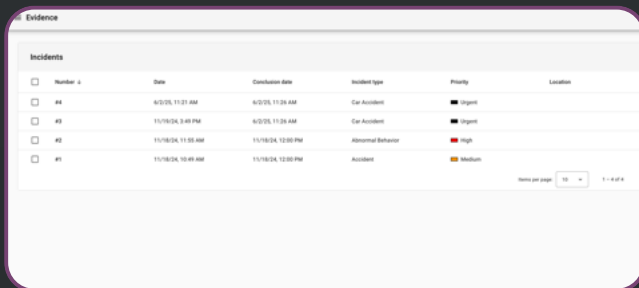 Evidence
Incidents
Number ↓ Date Conclusion date Incident type Priority Location
#4 6/2/25, 11:21 AM 6/2/25, 11:26 AM Car Accident Urgent
#3 11/19/24, 3:49 PM 6/2/25, 11:26 AM Car Accident Urgent
#2 11/18/24, 11:55 AM 11/18/24, 12:00 PM Abnormal Behavior High
#1 11/18/24, 10:49 AM 11/18/24, 12:00 PM Accident Medium
Items per page: 10 1 – 4 of 4